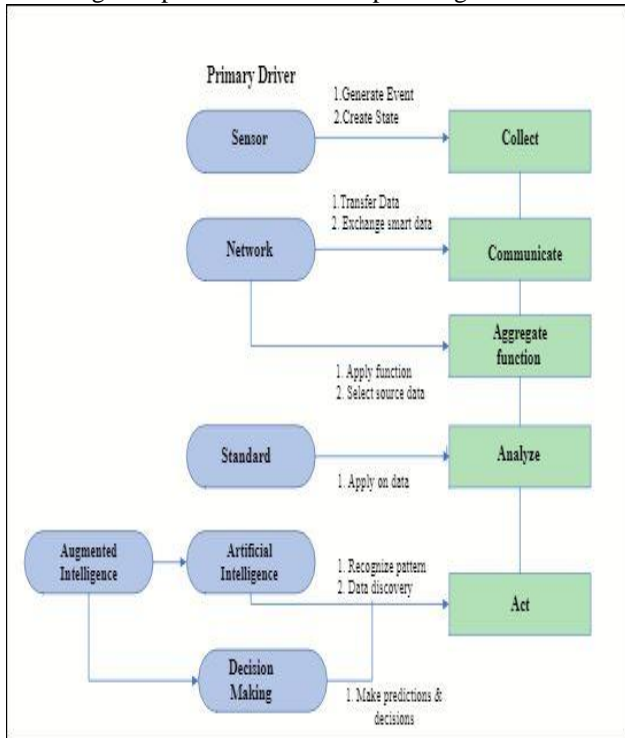 Primary Driver
1.Generate Event
2.Create State
Sensor
Collect
1.Transfer Data
2. Exchange smart data
Network
Communicate
Aggregate
function
1. Apply function
2. Select source data
Standard
Analyze
1. Apply on data
Augmented
Intelligence
Artificial
Intelligence
1. Recognize pattern
2. Data discovery
Act
Decision
Making
1. Make predictions &
decisions